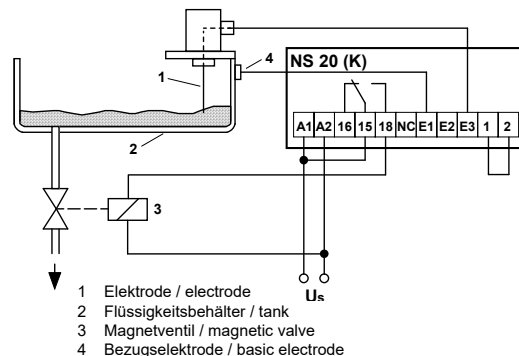 4
NS 20 (K)
1
A1 A2 16 15 18 NC E1 E2 E3 1 2
2
3
Us
1 Elektrode / electrode
2 Flüssigkeitsbehälter / tank
3 Magnetventil / magnetic valve
4 Bezugselektrode / basic electrode